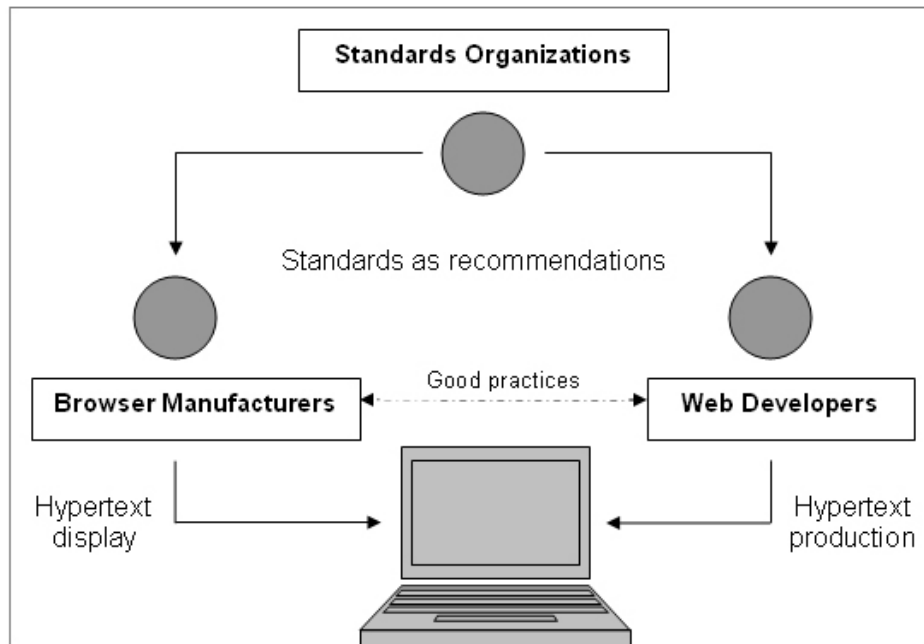 Standards Organizations
Standards as recommendations
Good practices
Browser Manufacturers
Web Developers
Hypertext
display
Hypertext
production